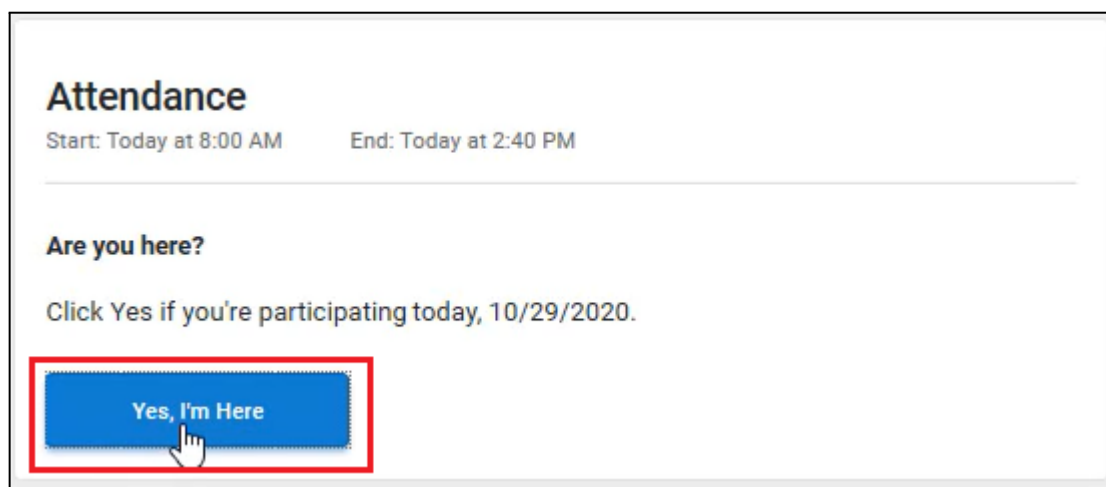 Attendance
Start: Today at 8:00 AM End: Today at 2:40 PM
Are you here?
Click Yes if you're participating today, 10/29/2020.
Yes, I'm Here